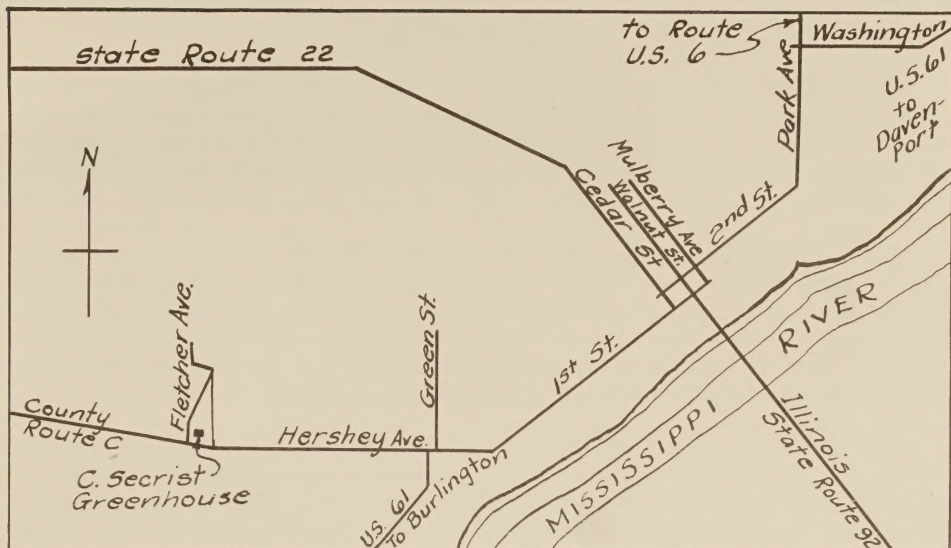 to Route
U.S. 6
Washington
State Route 22
Park Ave
U.S. 61
to
Daven-
Port
N
Mulberry Ave
Walnut St.
Cedar St
2nd St.
RIVER
Fletcher Ave.
Green St.
1st St.
County
Route C
Hershey Ave.
MISSISSIPPI
Illinois
State Route 92
C. Secrist
Greenhouse
U.S. 61
To Burlington